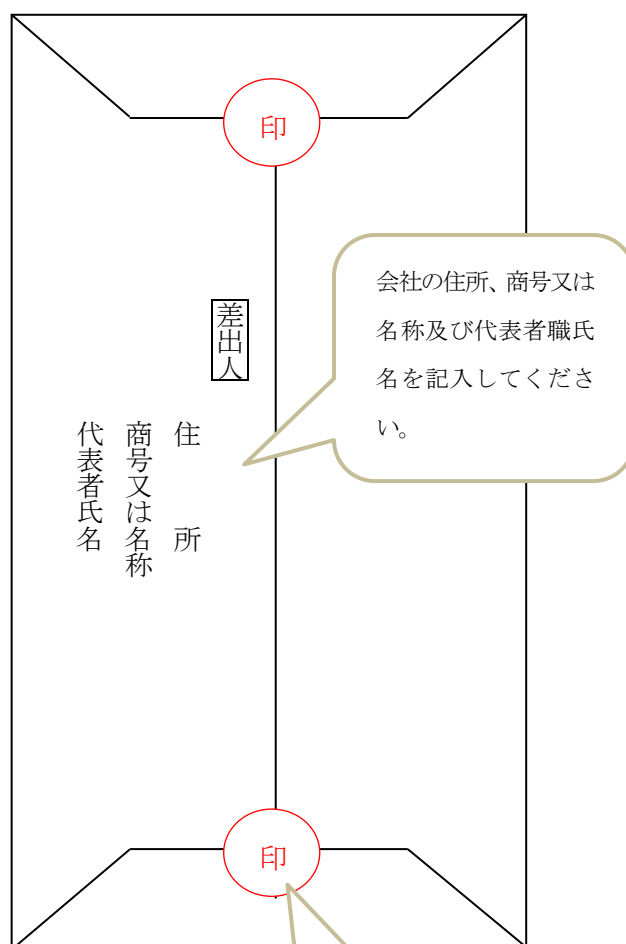 印
差出人
住所
商号又は名称
代表者氏名
会社の住所、商号又は
名称及び代表者職氏
名を記入してくださ
い。
印